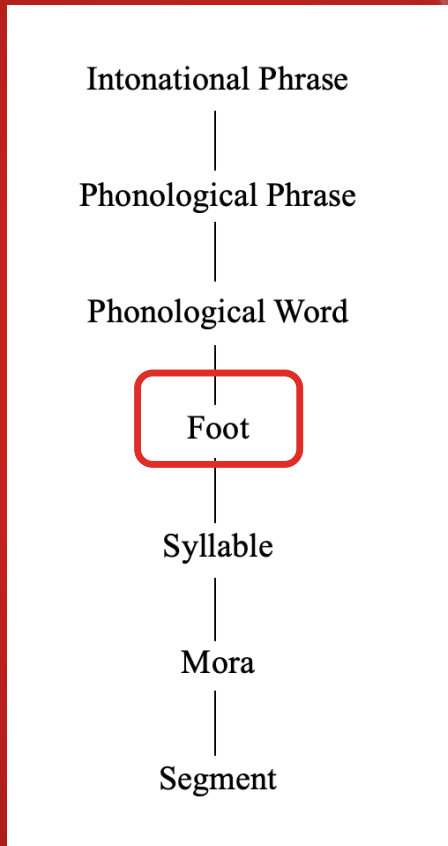 Intonational Phrase
Phonological Phrase
Phonological Word
Foot
Syllable
Mora
Segment